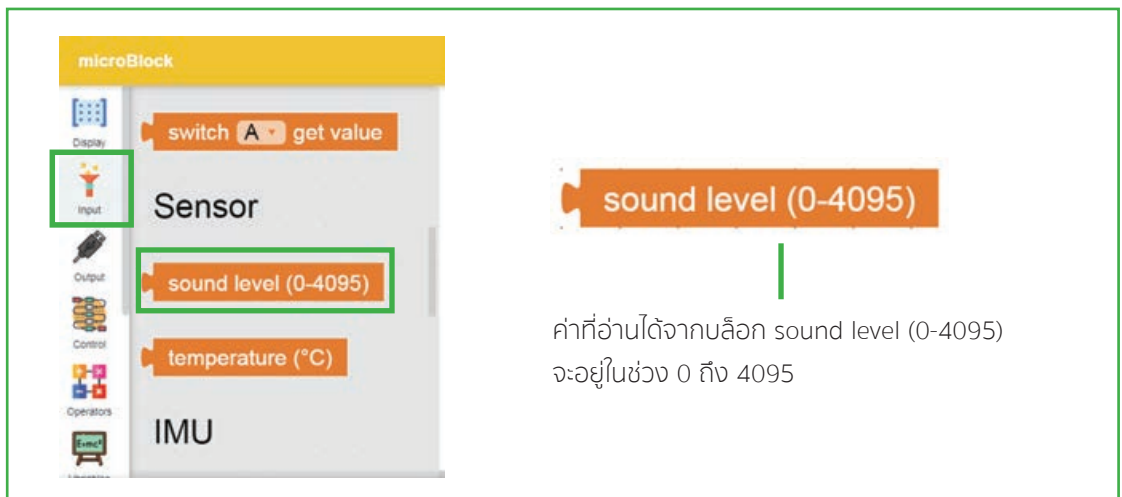 microBlock
Display
switch A get value
Input
Sensor
Output
sound level (0-4095)
Control
temperature (°C)
Operators
E=mc²
IMU
sound level (0-4095)
ค่าที่อ่านได้จากบล็อก sound level (0-4095)
จะอยู่ในช่วง 0 ถึง 4095